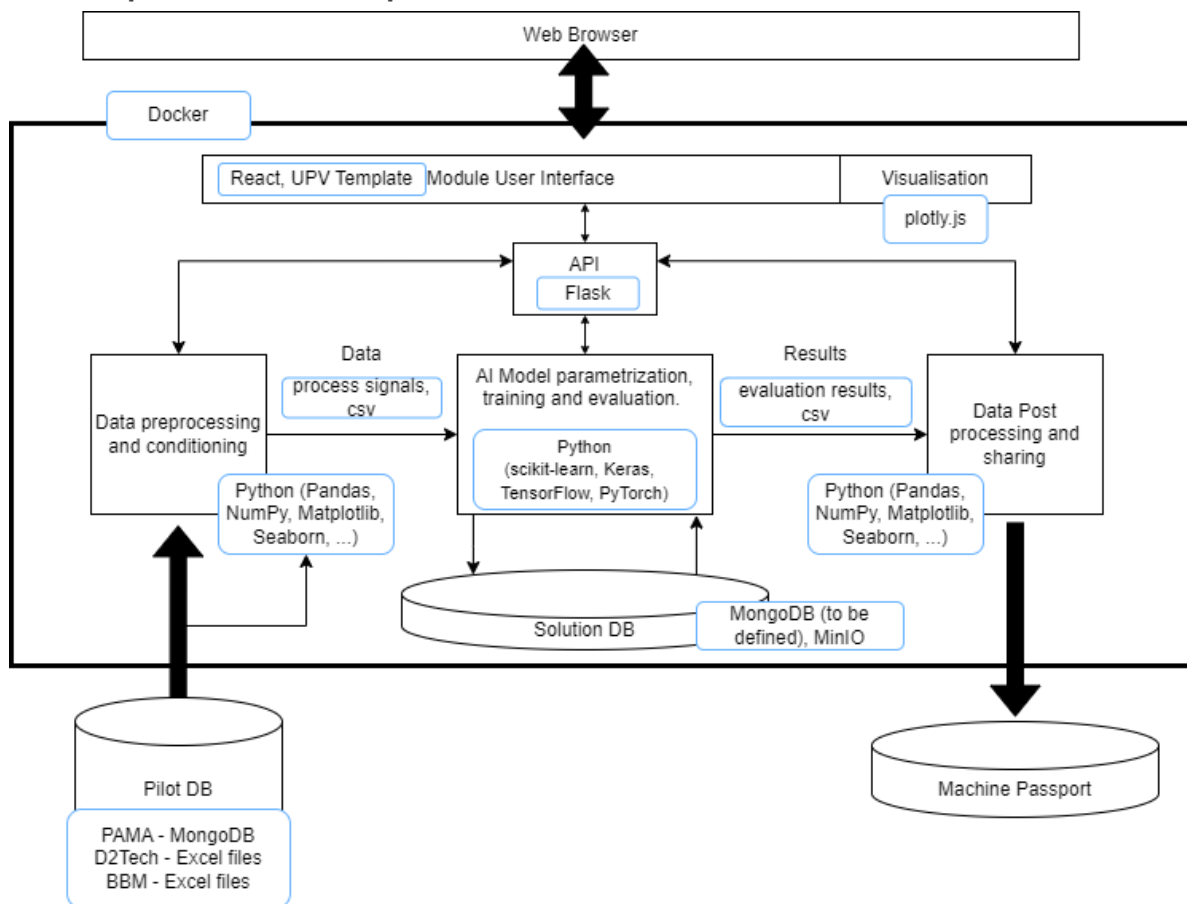 Web Browser
Docker
React, UPV Template Module User Interface
Visualisation
plotly.js
API
Flask
Data
process signals,
csv
Results
evaluation results,
csv
Data preprocessing
and conditioning
Python (Pandas,
NumPy, Matplotlib,
Seaborn, ...)
AI Model parametrization,
training and evaluation.
Python
(scikit-learn, Keras,
TensorFlow, PyTorch)
Data Post
processing and
sharing
Python (Pandas,
NumPy, Matplotlib,
Seaborn, ...)
Solution DB
MongoDB (to be
defined), MinIO
Pilot DB
PAMA - MongoDB
D2Tech - Excel files
BBM - Excel files
Machine Passport